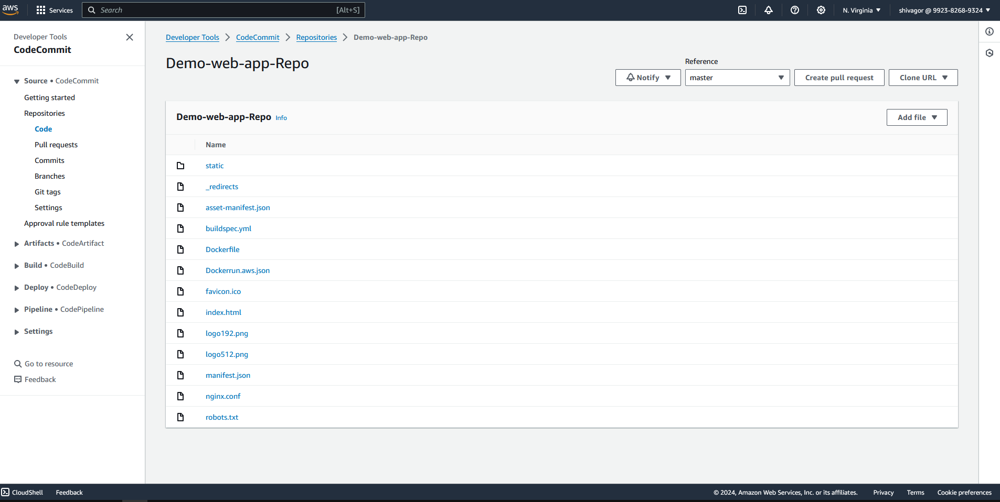 aws
Services
Search
[Alt+S]
N. Virginia
shivagor @ 9923-8268-9324
Developer Tools
CodeCommit
Source • CodeCommit
Getting started
Repositories
Code
Pull requests
Commits
Branches
Git tags
Settings
Approval rule templates
Artifacts • CodeArtifact
Build • CodeBuild
Deploy • CodeDeploy
Pipeline • CodePipeline
Settings
Go to resource
Feedback
Developer Tools > CodeCommit > Repositories > Demo-web-app-Repo
Demo-web-app-Repo
Reference
Notify
master
Create pull request
Clone URL
Demo-web-app-Repo Info
Add file
Name
static
_redirects
asset-manifest.json
buildspec.yml
Dockerfile
Dockerrun.aws.json
favicon.ico
index.html
logo192.png
logo512.png
manifest.json
nginx.conf
robots.txt
CloudShell
Feedback
© 2024, Amazon Web Services, Inc. or its affiliates.
Privacy
Terms
Cookie preferences